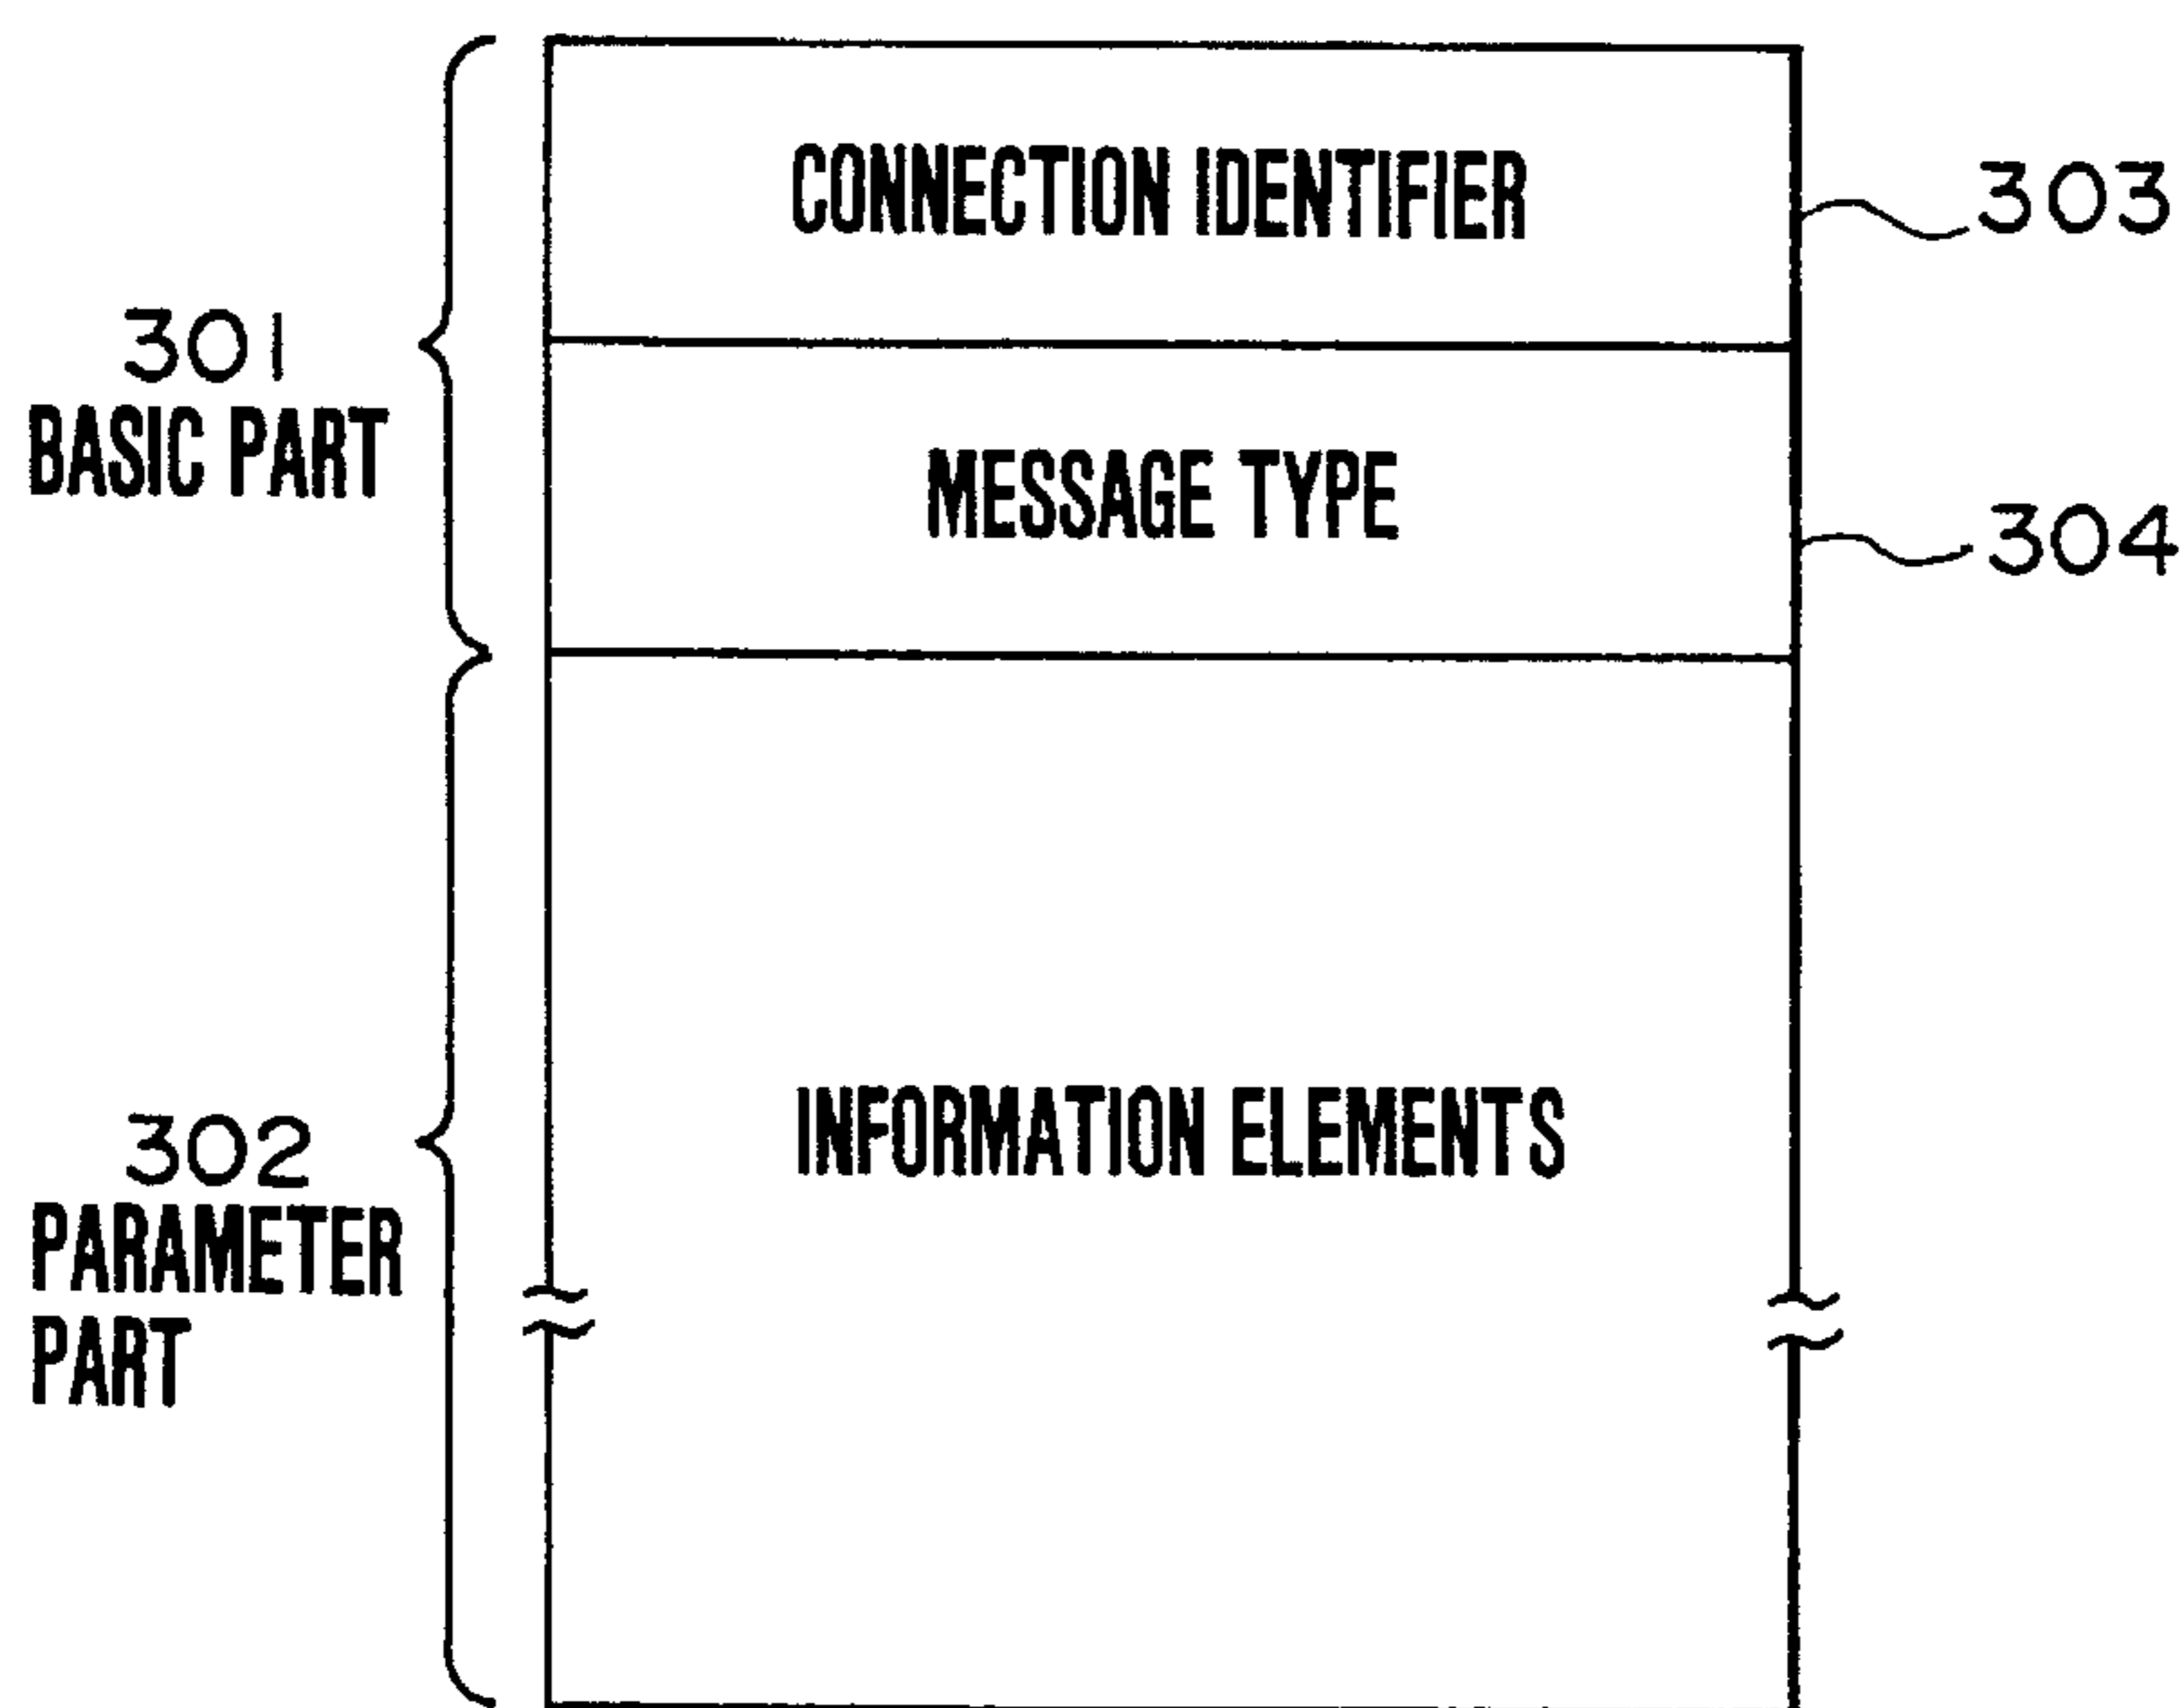 CONNECTION IDENTIFIER
303
301
BASIC PART
MESSAGE TYPE
304
INFORMATION ELEMENTS
302
PARAMETER
PART